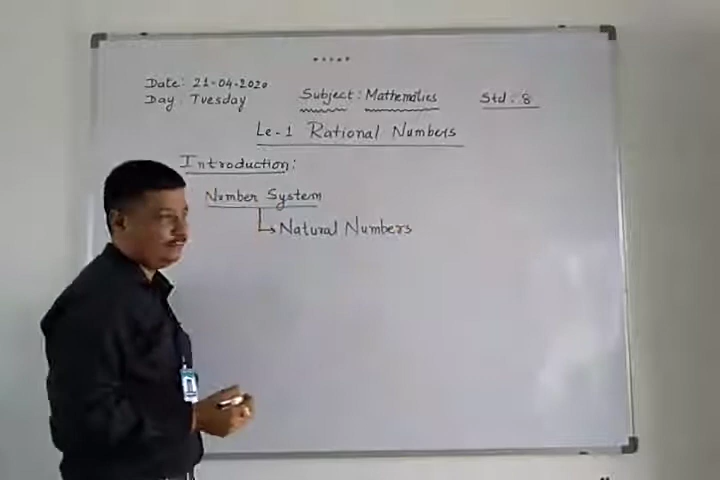 Date: 21-04-2020
Day: Tuesday
Subject: Mathematics
Std: 8
Le-1 Rational Numbers
Introduction:
Number System
Natural Numbers